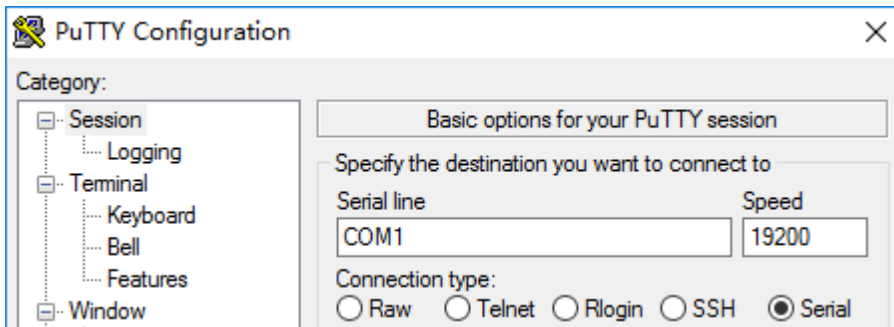 PuTTY Configuration
Category:
Session
Logging
Terminal
Keyboard
Bell
Features
Window
Basic options for your PuTTY session
Specify the destination you want to connect to
Serial line Speed
COM1 19200
Connection type:
Raw Telnet Rlogin SSH Serial